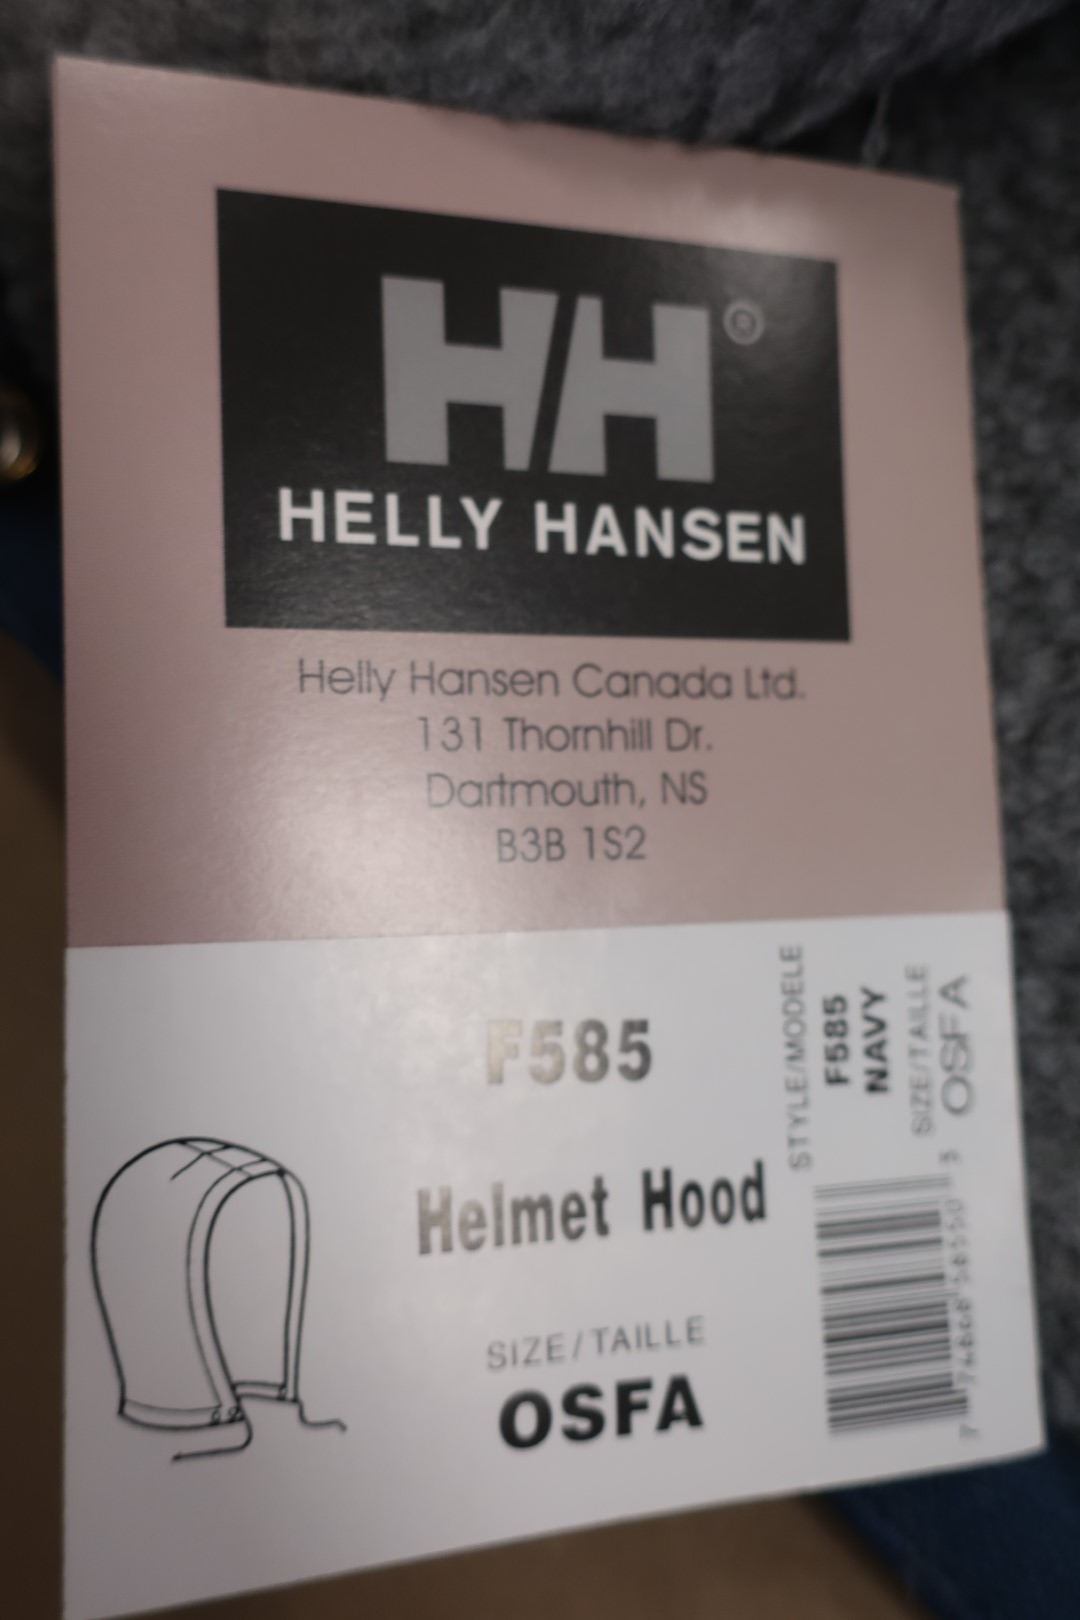 HH®
HELLY HANSEN
Helly Hansen Canada Ltd.
131 Thornhill Dr.
Dartmouth, NS
B3B 1S2
F585
Helmet Hood
SIZE/TAILLE
OSFA
STYLE/MODELE
F585
NAVY
SIZE/TAILLE
OSFA